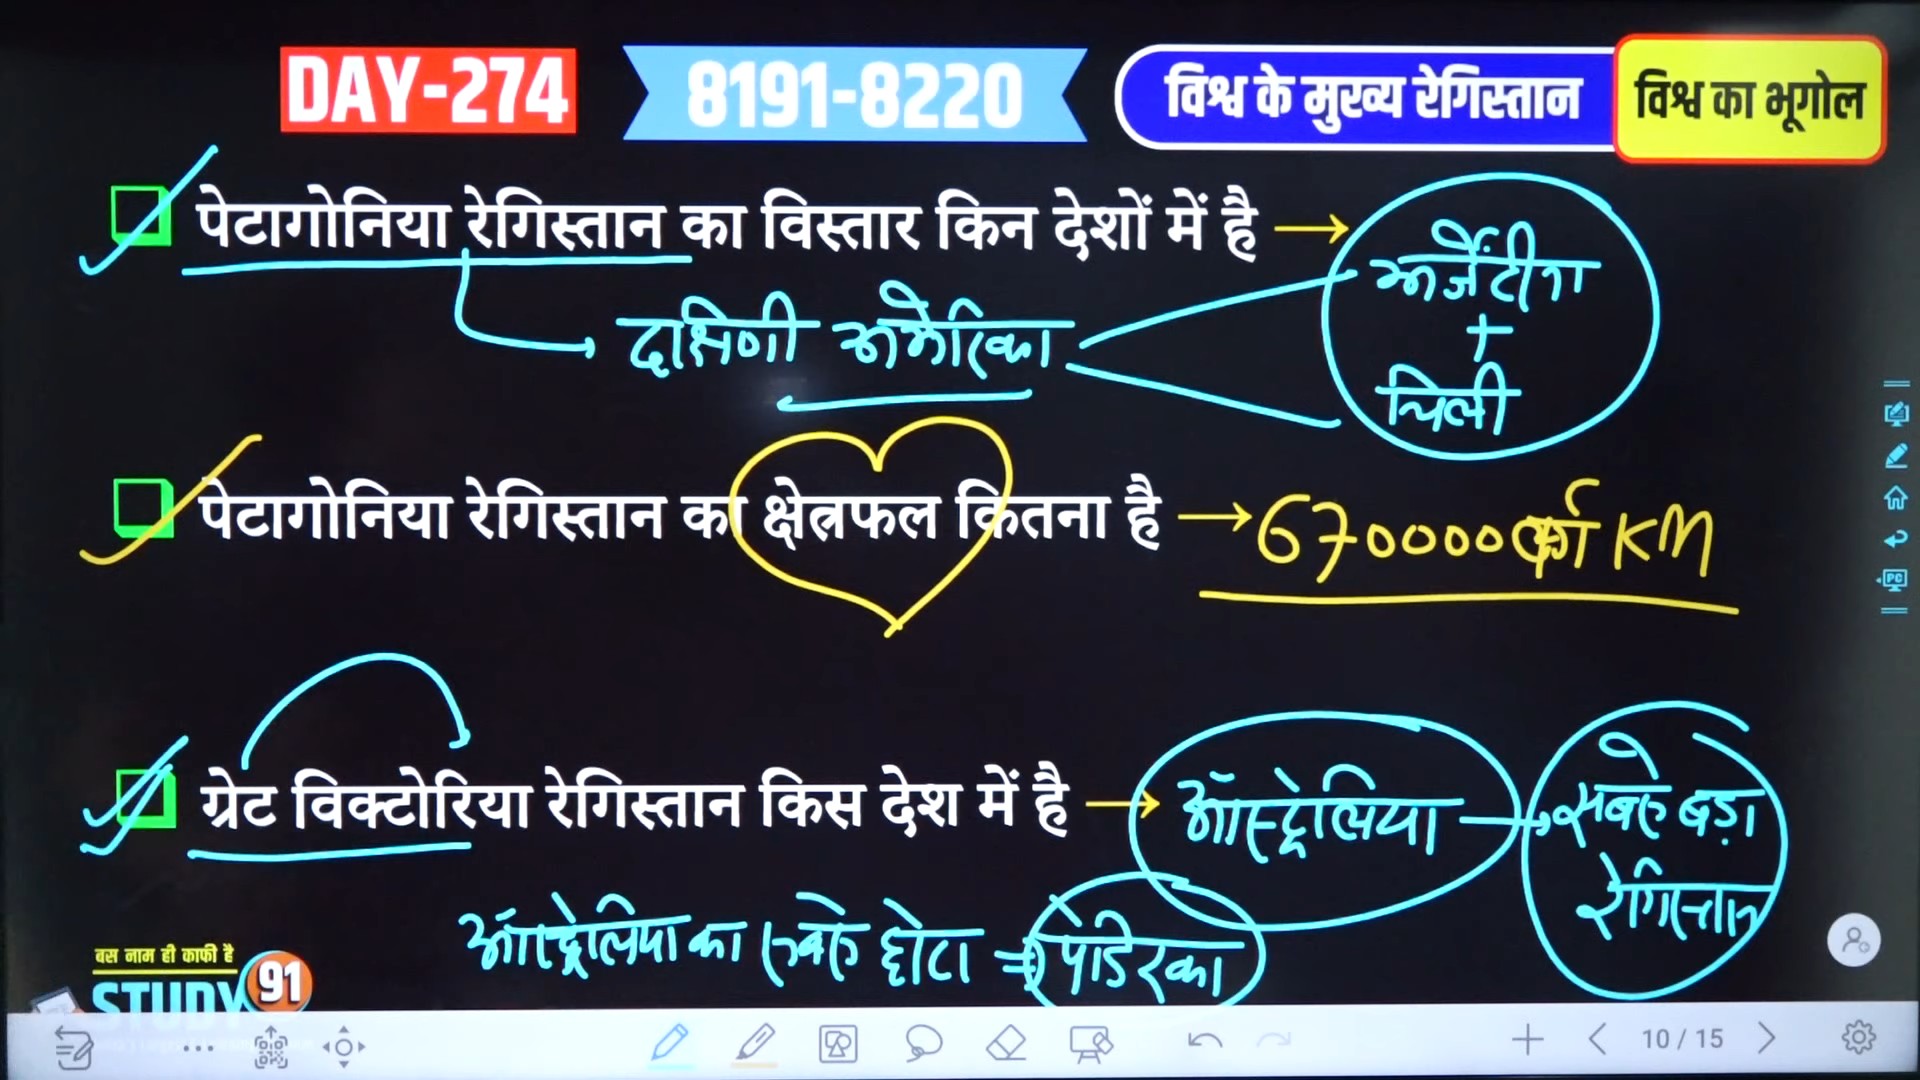 DAY-274 8191-8220 विश्व के मुख्य रेगिस्तान विश्व का भूगोल
पेटागोनिया रेगिस्तान का विस्तार किन देशों में है → अर्जेंटीना
दक्षिणी अमेरिका + चिली
पेटागोनिया रेगिस्तान का क्षेत्रफल कितना है → 670000 वर्ग KM
ग्रेट विक्टोरिया रेगिस्तान किस देश में है → ऑस्ट्रेलिया → सबसे बड़ा
रेगिस्तान
ऑस्ट्रेलिया का सबसे छोटा → पेडिरका
बस नाम ही काफी है
STUDY 91
10 / 15